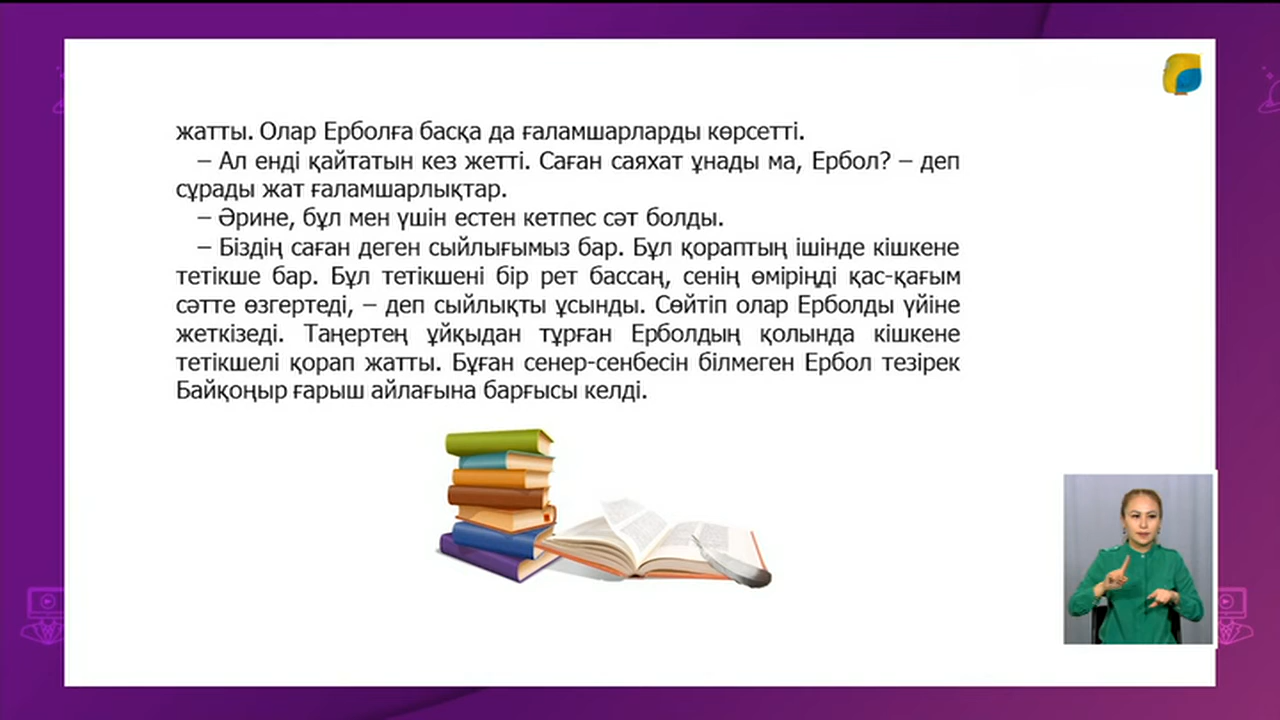 жатты. Олар Ерболға басқа да ғаламшарларды көрсетті.
– Ал енді қайтатын кез жетті. Саған саяхат ұнады ма, Ербол? – деп
сұрады жат ғаламшарлықтар.
– Әрине, бұл мен үшін естен кетпес сәт болды.
– Біздің саған деген сыйлығымыз бар. Бұл қораптың ішінде кішкене
тетікше бар. Бұл тетікшені бір рет бассаң, сенің өміріңді қас-қағым
сәтте өзгертеді, – деп сыйлықты ұсынды. Сөйтіп олар Ерболды үйіне
жеткізеді. Таңертең ұйқыдан тұрған Ерболдың қолында кішкене
тетікшелі қорап жатты. Бұған сенер-сенбесін білмеген Ербол тезірек
Байқоңыр ғарыш айлағына барғысы келді.